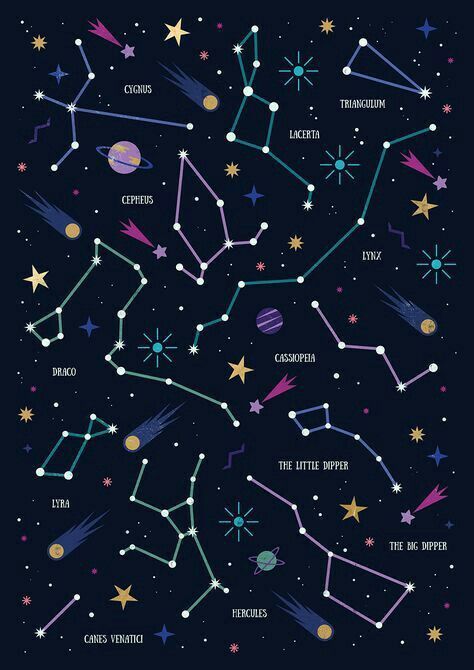 CYGNUS
TRIANGULUM
LACERTA
CEPHEUS
LYNX
CASSIOPEIA
DRACO
THE LITTLE DIPPER
LYRA
THE BIG DIPPER
HERCULES
CANES VENATICI